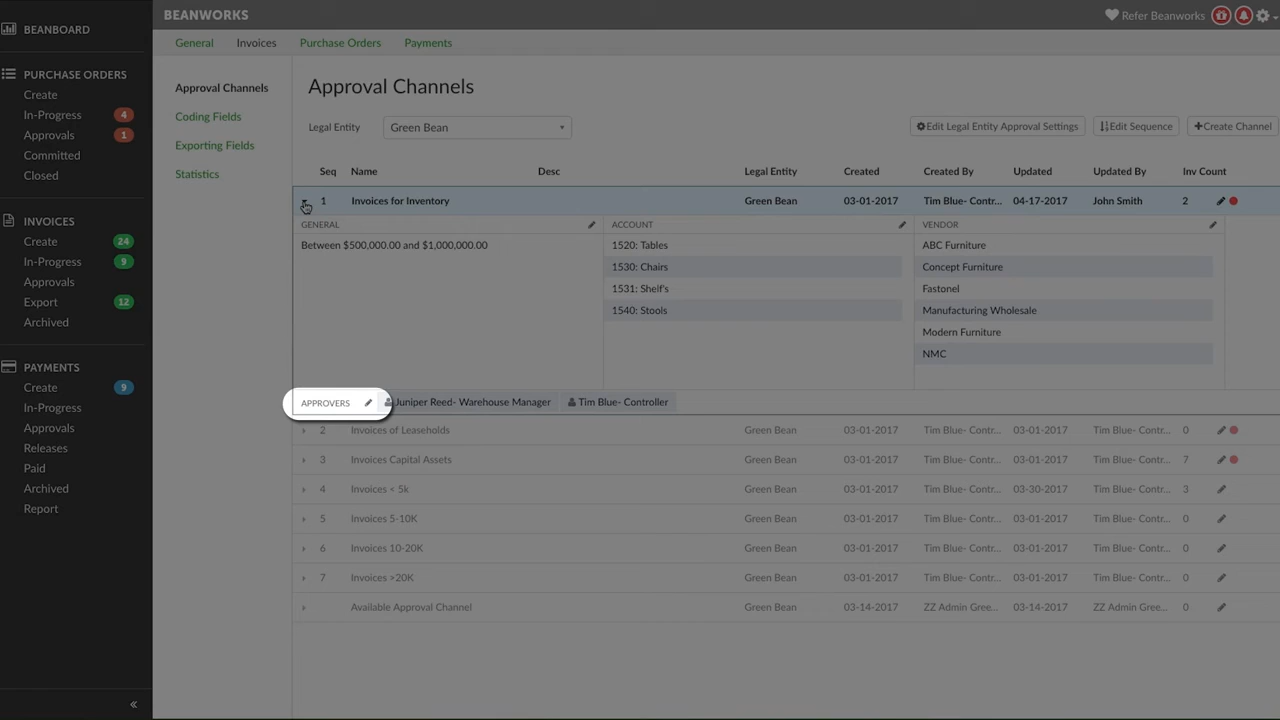 BEANWORKS
Refer Beanworks
BEANBOARD
PURCHASE ORDERS
Create
In-Progress 4
Approvals 1
Committed
Closed
INVOICES
Create 24
In-Progress 9
Approvals
Export 12
Archived
PAYMENTS
Create 9
In-Progress
Approvals
Releases
Paid
Archived
Report
«
General Invoices Purchase Orders Payments
Approval Channels
Coding Fields
Exporting Fields
Statistics
Approval Channels
Legal Entity Green Bean
Edit Legal Entity Approval Settings Edit Sequence +Create Channel
Seq Name Desc Legal Entity Created Created By Updated Updated By Inv Count
1 Invoices for Inventory Green Bean 03-01-2017 Tim Blue- Contr... 04-17-2017 John Smith 2
GENERAL
Between $500,000.00 and $1,000,000.00
ACCOUNT
1520: Tables
1530: Chairs
1531: Shelf's
1540: Stools
VENDOR
ABC Furniture
Concept Furniture
Fastonel
Manufacturing Wholesale
Modern Furniture
NMC
APPROVERS Juniper Reed- Warehouse Manager Tim Blue- Controller
2 Invoices of Leaseholds Green Bean 03-01-2017 Tim Blue- Contr... 03-01-2017 Tim Blue- Contr... 0
3 Invoices Capital Assets Green Bean 03-01-2017 Tim Blue- Contr... 03-01-2017 Tim Blue- Contr... 7
4 Invoices < 5k Green Bean 03-01-2017 Tim Blue- Contr... 03-30-2017 Tim Blue- Contr... 3
5 Invoices 5-10K Green Bean 03-01-2017 Tim Blue- Contr... 03-01-2017 Tim Blue- Contr... 0
6 Invoices 10-20K Green Bean 03-01-2017 Tim Blue- Contr... 03-01-2017 Tim Blue- Contr... 0
7 Invoices >20K Green Bean 03-01-2017 Tim Blue- Contr... 03-01-2017 Tim Blue- Contr... 0
Available Approval Channel Green Bean 03-14-2017 ZZ Admin Gree... 03-14-2017 ZZ Admin Gree... 0